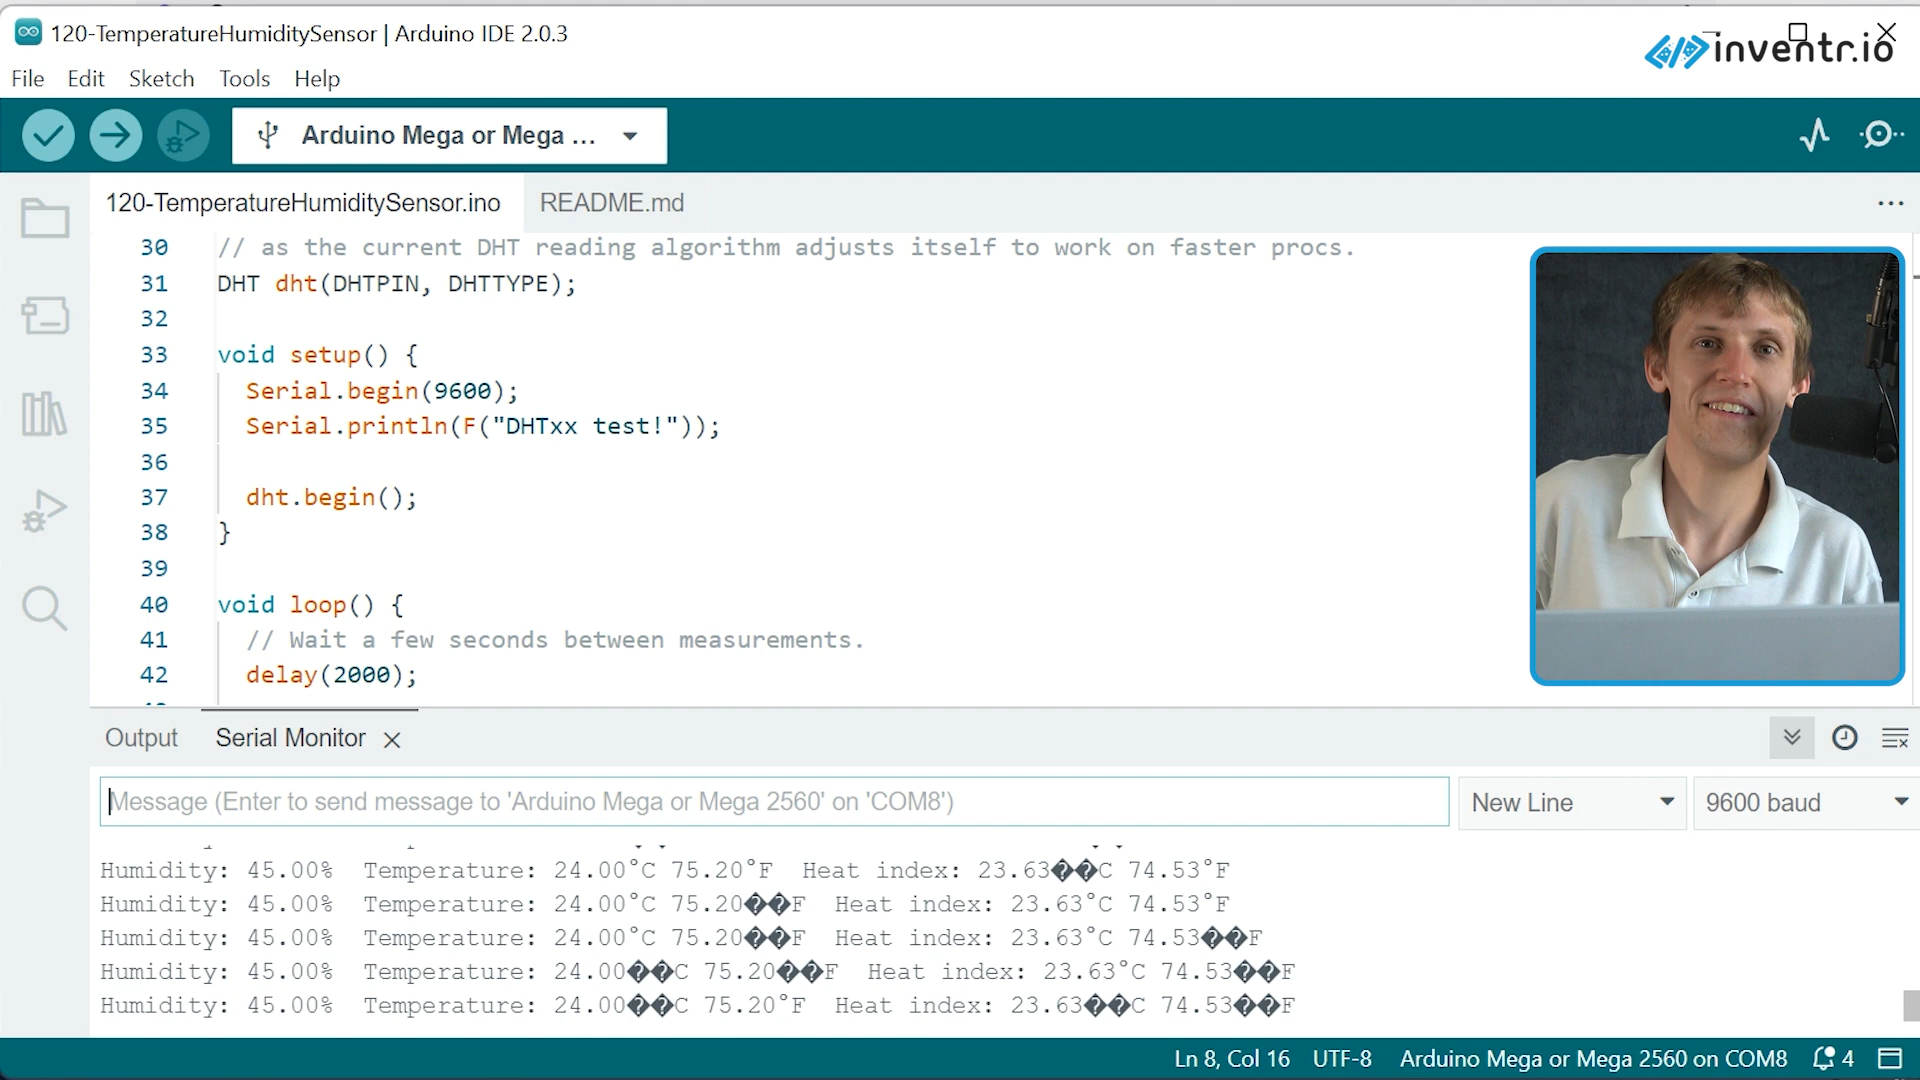 120-TemperatureHumiditySensor | Arduino IDE 2.0.3
inventr.io
File Edit Sketch Tools Help
Arduino Mega or Mega ...
120-TemperatureHumiditySensor.ino README.md
30 // as the current DHT reading algorithm adjusts itself to work on faster procs.
31 DHT dht(DHTPIN, DHTTYPE);
32
33 void setup() {
34 Serial.begin(9600);
35 Serial.println(F("DHTxx test!"));
36
37 dht.begin();
38 }
39
40 void loop() {
41 // Wait a few seconds between measurements.
42 delay(2000);
Output Serial Monitor
Message (Enter to send message to 'Arduino Mega or Mega 2560' on 'COM8') New Line 9600 baud
Humidity: 45.00% Temperature: 24.00°C 75.20°F Heat index: 23.63��C 74.53°F
Humidity: 45.00% Temperature: 24.00°C 75.20��F Heat index: 23.63°C 74.53°F
Humidity: 45.00% Temperature: 24.00°C 75.20��F Heat index: 23.63°C 74.53��F
Humidity: 45.00% Temperature: 24.00��C 75.20��F Heat index: 23.63°C 74.53��F
Humidity: 45.00% Temperature: 24.00��C 75.20°F Heat index: 23.63��C 74.53��F
Ln 8, Col 16 UTF-8 Arduino Mega or Mega 2560 on COM8 4